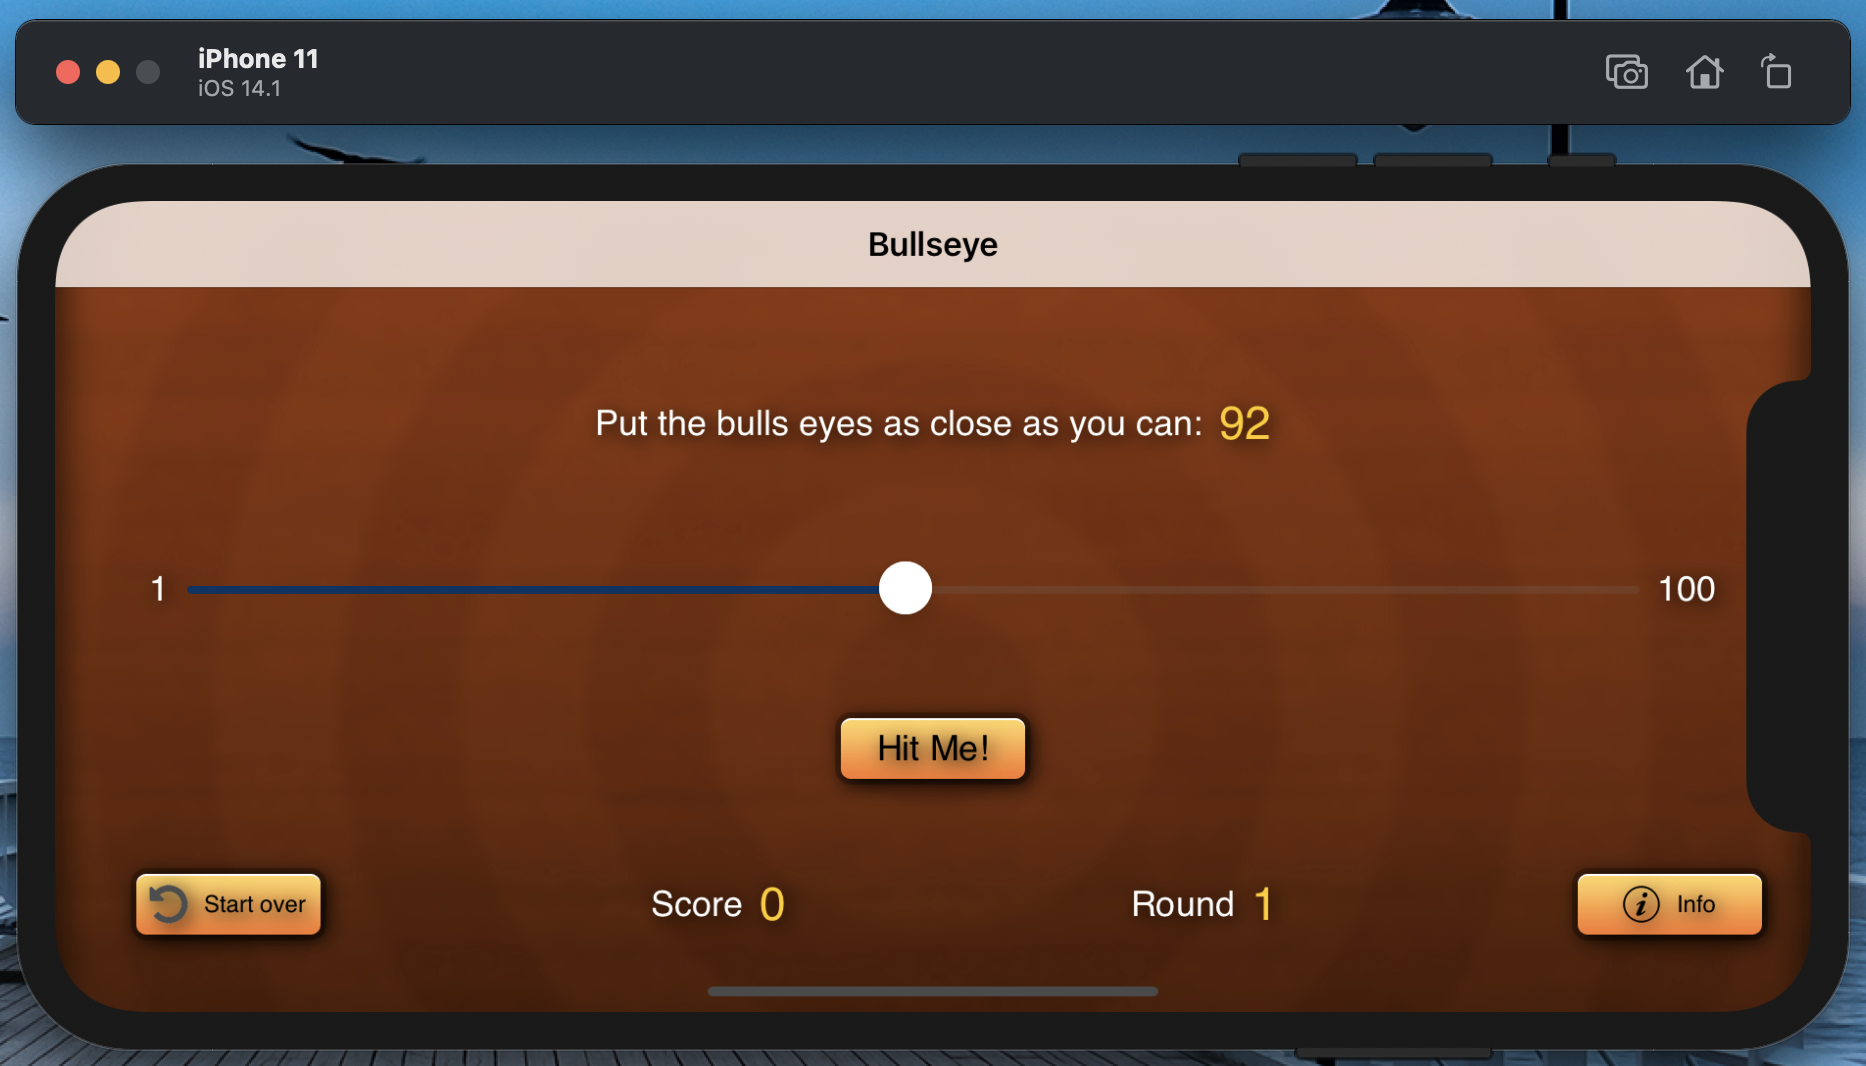 iPhone 11
iOS 14.1
Bullseye
Put the bulls eyes as close as you can: 92
1 100
Hit Me!
Start over Score 0 Round 1 Info